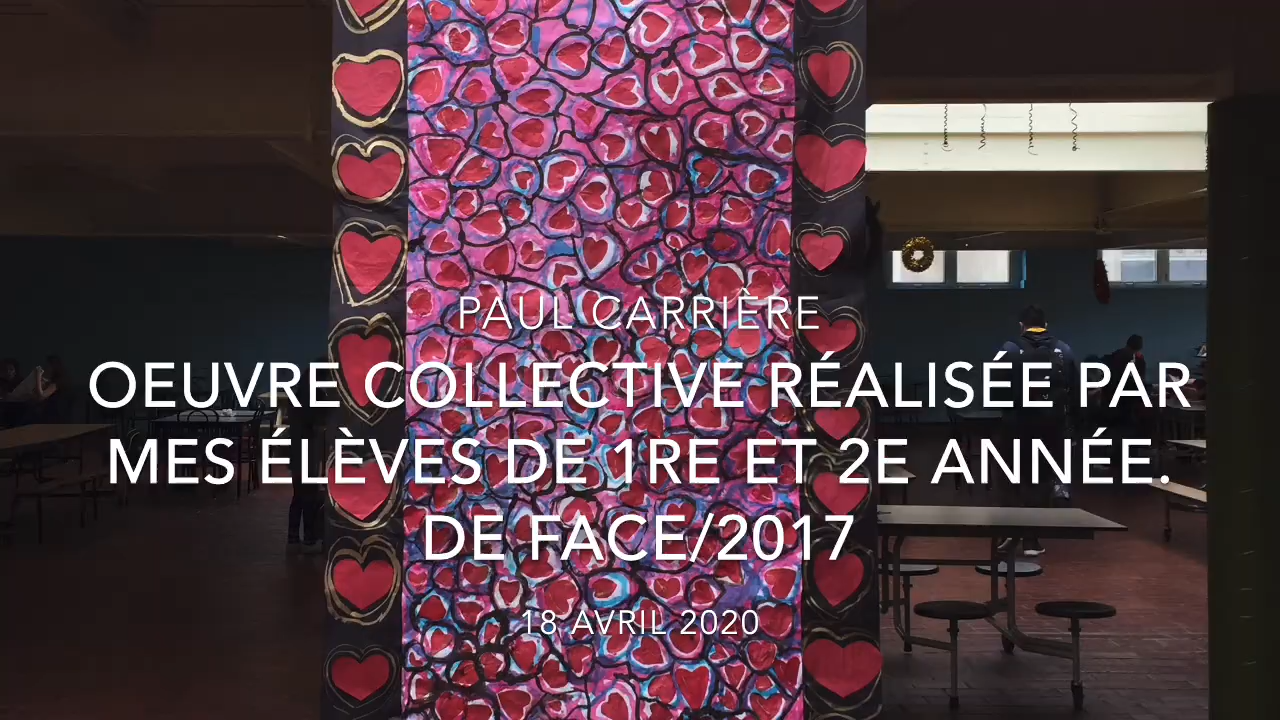 PAUL CARRIÈRE
OEUVRE COLLECTIVE RÉALISÉE PAR
MES ÉLÈVES DE 1RE ET 2E ANNÉE.
DE FACE/2017
18 AVRIL 2020